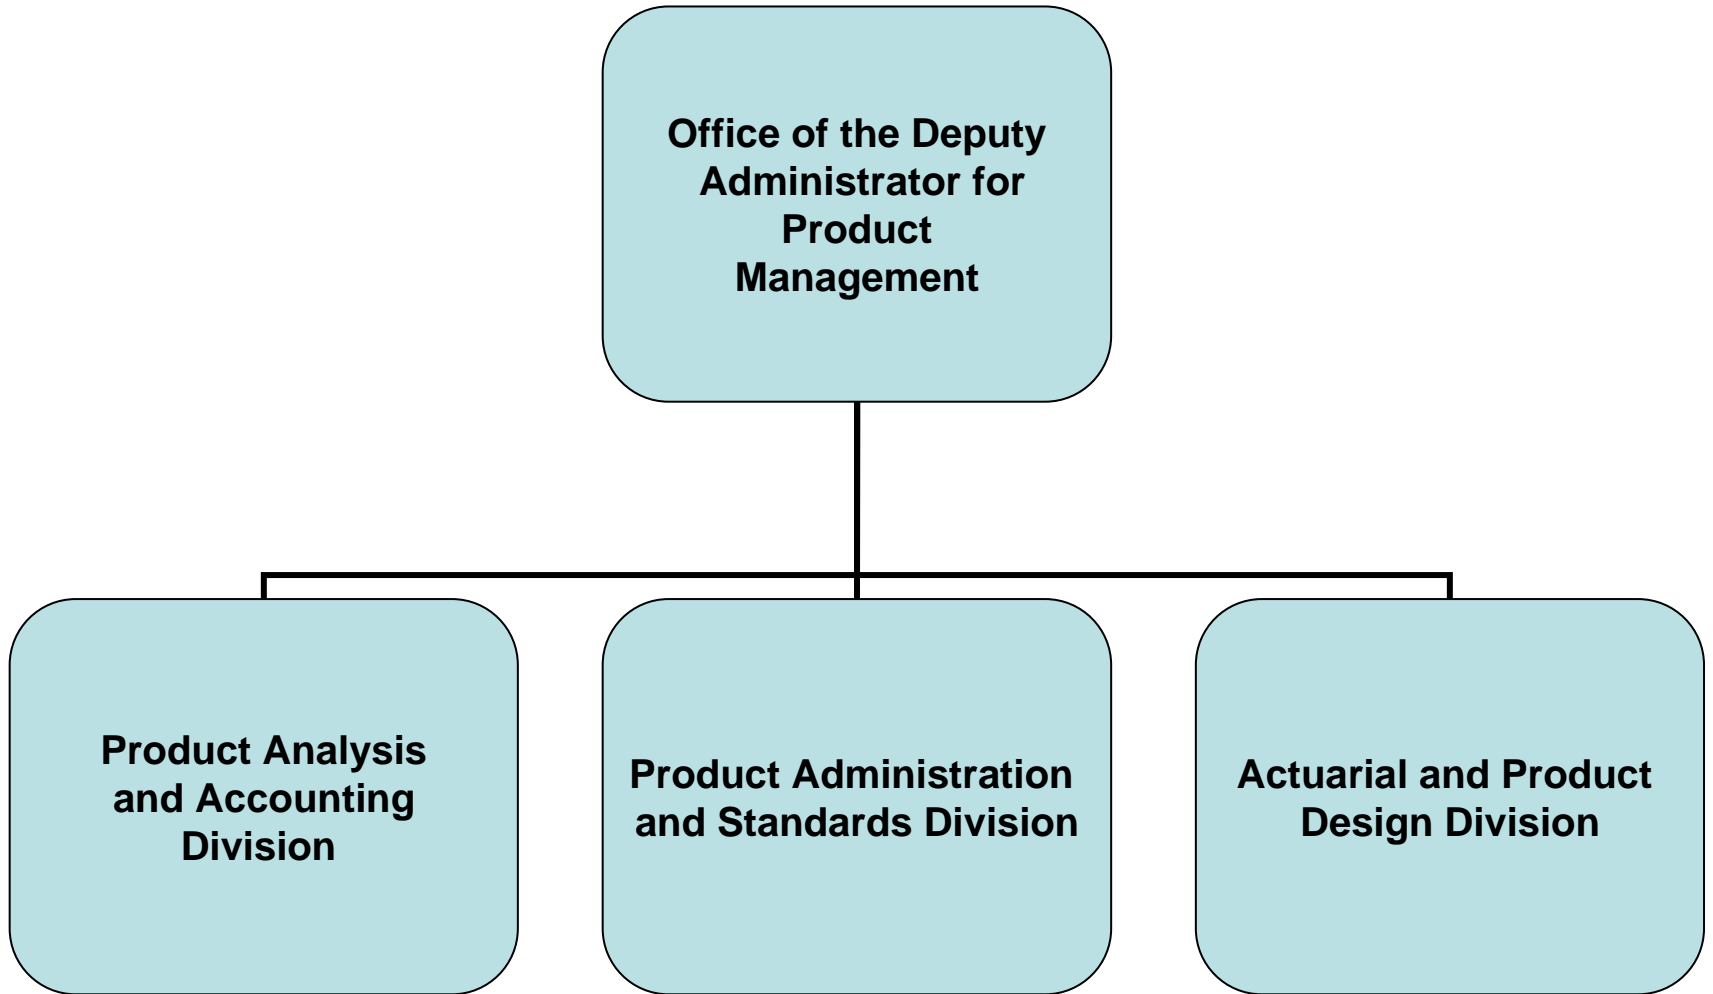 Office of the Deputy
Administrator for
Product
Management
Product Analysis
and Accounting
Division
Product Administration
and Standards Division
Actuarial and Product
Design Division